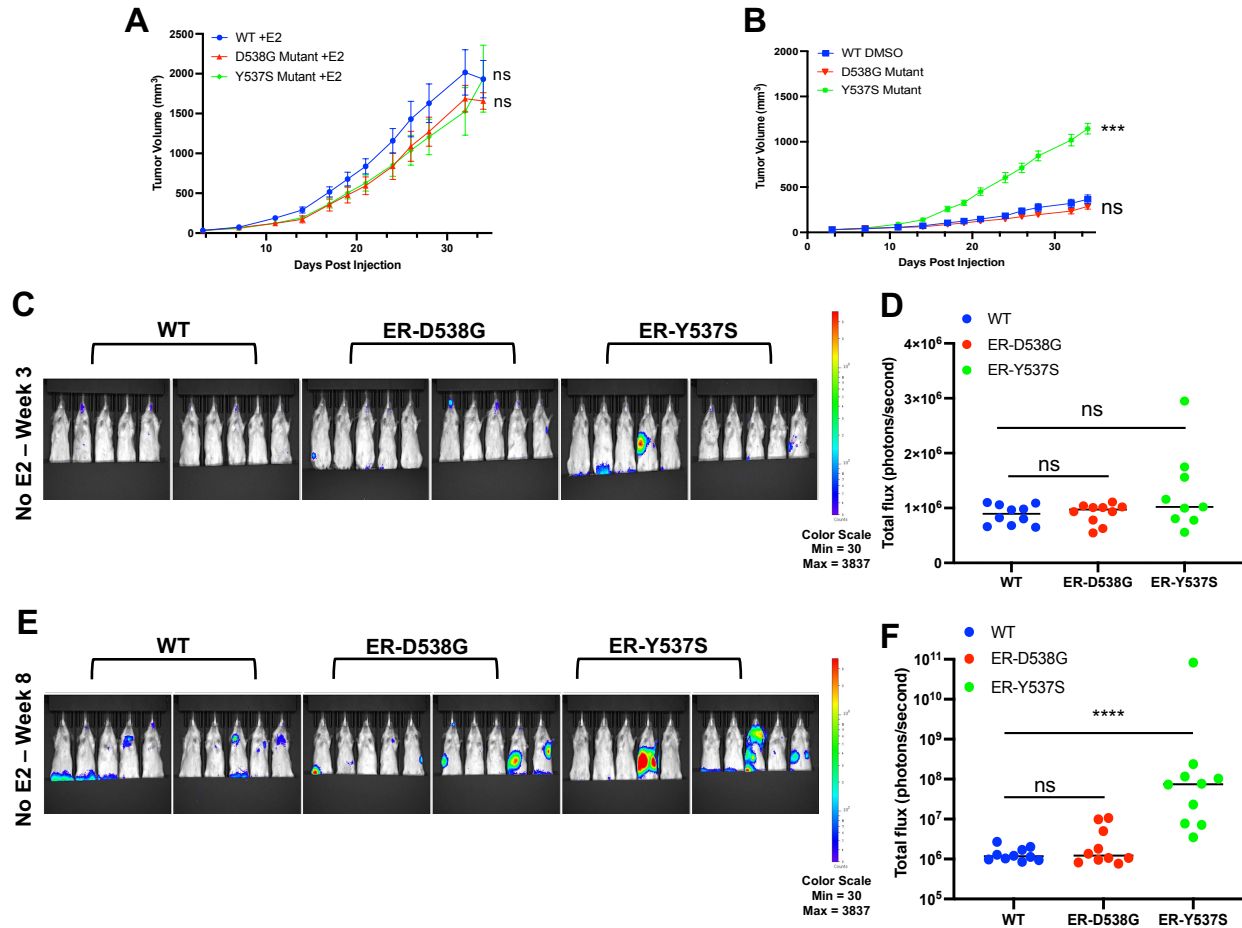 A
WT +E2
D538G Mutant +E2
Y537S Mutant +E2
2500
2000
1500
1000
500
0
Tumor Volume (mm³)
ns
ns
10
20
30
Days Post Injection
B
WT DMSO
D538G Mutant
Y537S Mutant
2000
1500
1000
500
0
Tumor Volume (mm³)
***
ns
0
10
20
30
Days Post Injection
C
WT
ER-D538G
ER-Y537S
No E2 – Week 3
Counts
Color Scale
Min = 30
Max = 3837
D
WT
ER-D538G
ER-Y537S
4×10⁶
3×10⁶
2×10⁶
1×10⁶
0
Total flux (photons/second)
ns
ns
WT
ER-D538G
ER-Y537S
E
WT
ER-D538G
ER-Y537S
No E2 – Week 8
Counts
Color Scale
Min = 30
Max = 3837
F
WT
ER-D538G
ER-Y537S
10¹¹
10¹⁰
10⁹
10⁸
10⁷
10⁶
10⁵
Total flux (photons/second)
****
ns
WT
ER-D538G
ER-Y537S